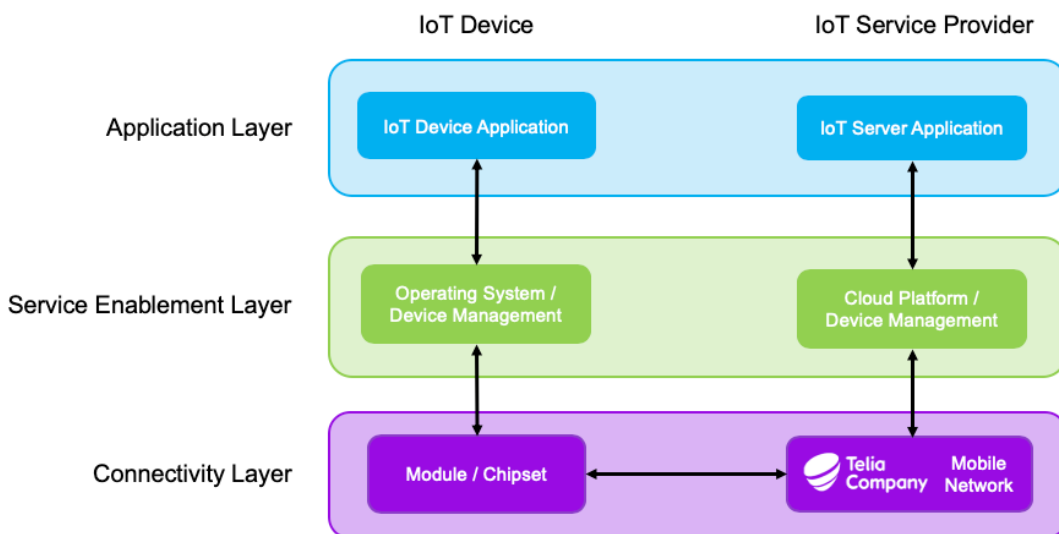 IoT Device
IoT Service Provider
Application Layer
IoT Device Application
IoT Server Application
Service Enablement Layer
Operating System /
Device Management
Cloud Platform /
Device Management
Connectivity Layer
Module / Chipset
Telia
Company
Mobile
Network